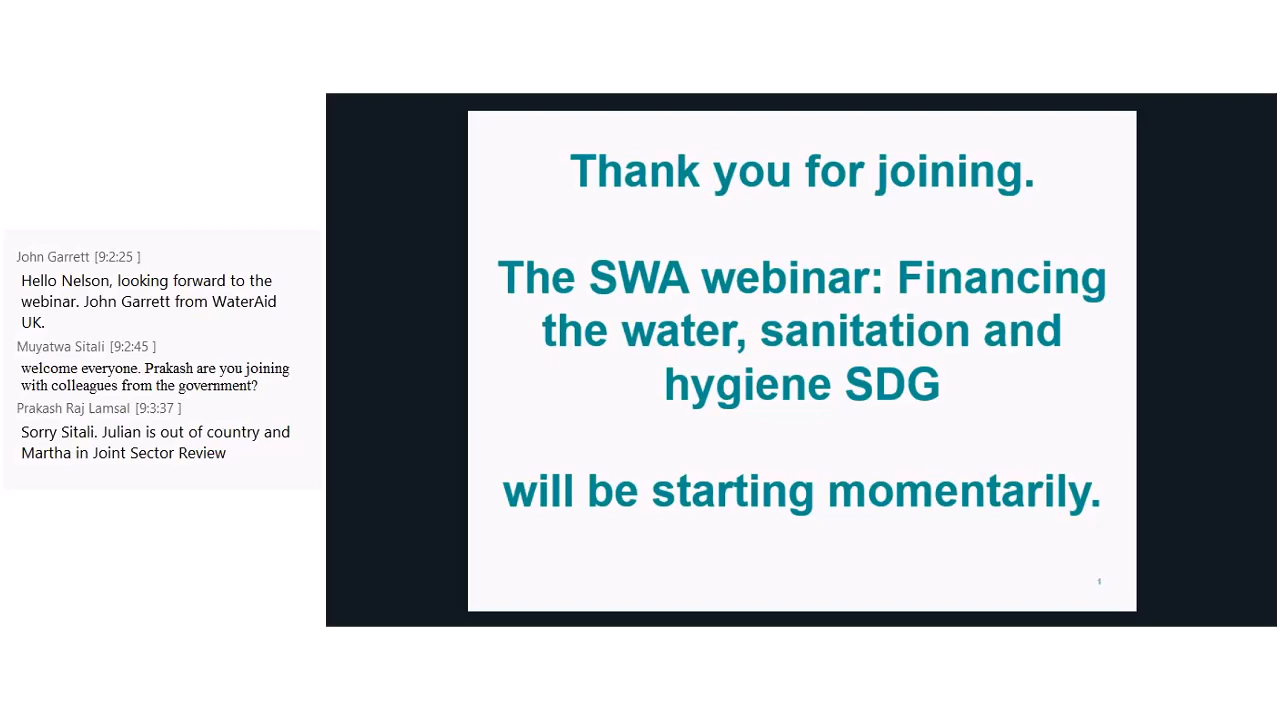 John Garrett [9:2:25 ]
Hello Nelson, looking forward to the
webinar. John Garrett from WaterAid
UK.
Muyatwa Sitali [9:2:45 ]
welcome everyone. Prakash are you joining
with colleagues from the government?
Prakash Raj Lamsal [9:3:37 ]
Sorry Sitali. Julian is out of country and
Martha in Joint Sector Review
Thank you for joining.
The SWA webinar: Financing
the water, sanitation and
hygiene SDG
will be starting momentarily.
1